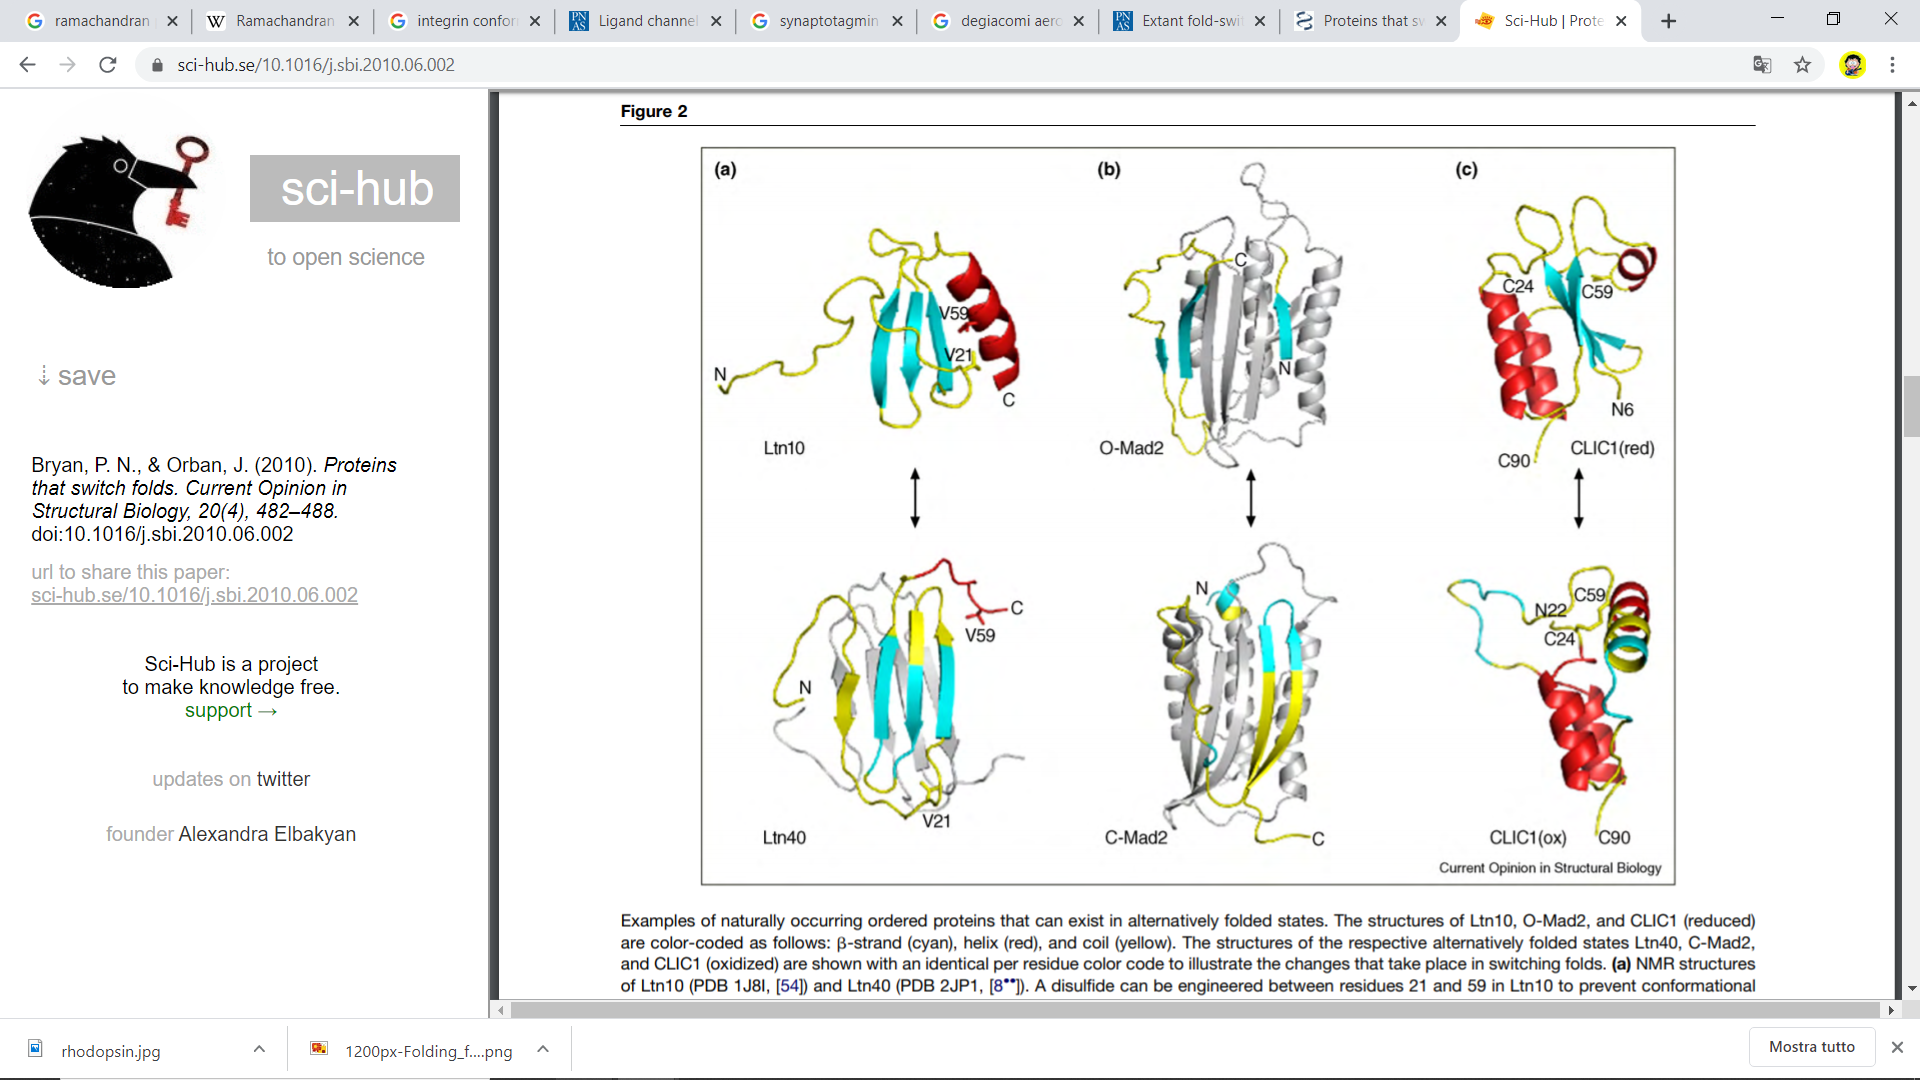 ramachandran
Ramachandran
integrin confor
Ligand channel
synaptotagmin
degiacomi aero
Extant fold-swit
Proteins that sw
Sci-Hub | Prote
sci-hub.se/10.1016/j.sbi.2010.06.002
sci-hub
to open science
⇣ save
Bryan, P. N., & Orban, J. (2010). Proteins
that switch folds. Current Opinion in
Structural Biology, 20(4), 482–488.
doi:10.1016/j.sbi.2010.06.002
url to share this paper:
sci-hub.se/10.1016/j.sbi.2010.06.002
Sci-Hub is a project
to make knowledge free.
support →
updates on twitter
founder Alexandra Elbakyan
Figure 2
(a)
N
V59
V21
C
Ltn10
V59
C
N
V21
Ltn40
(b)
C
N
O-Mad2
N
C
C-Mad2
(c)
C24
C59
N6
C90
CLIC1(red)
C59
N22
C24
CLIC1(ox)
C90
Current Opinion in Structural Biology
Examples of naturally occurring ordered proteins that can exist in alternatively folded states. The structures of Ltn10, O-Mad2, and CLIC1 (reduced)
are color-coded as follows: β-strand (cyan), helix (red), and coil (yellow). The structures of the respective alternatively folded states Ltn40, C-Mad2,
and CLIC1 (oxidized) are shown with an identical per residue color code to illustrate the changes that take place in switching folds. (a) NMR structures
of Ltn10 (PDB 1J8I, [54]) and Ltn40 (PDB 2JP1, [8••]). A disulfide can be engineered between residues 21 and 59 in Ltn10 to prevent conformational
rhodopsin.jpg
1200px-Folding_f....png
Mostra tutto